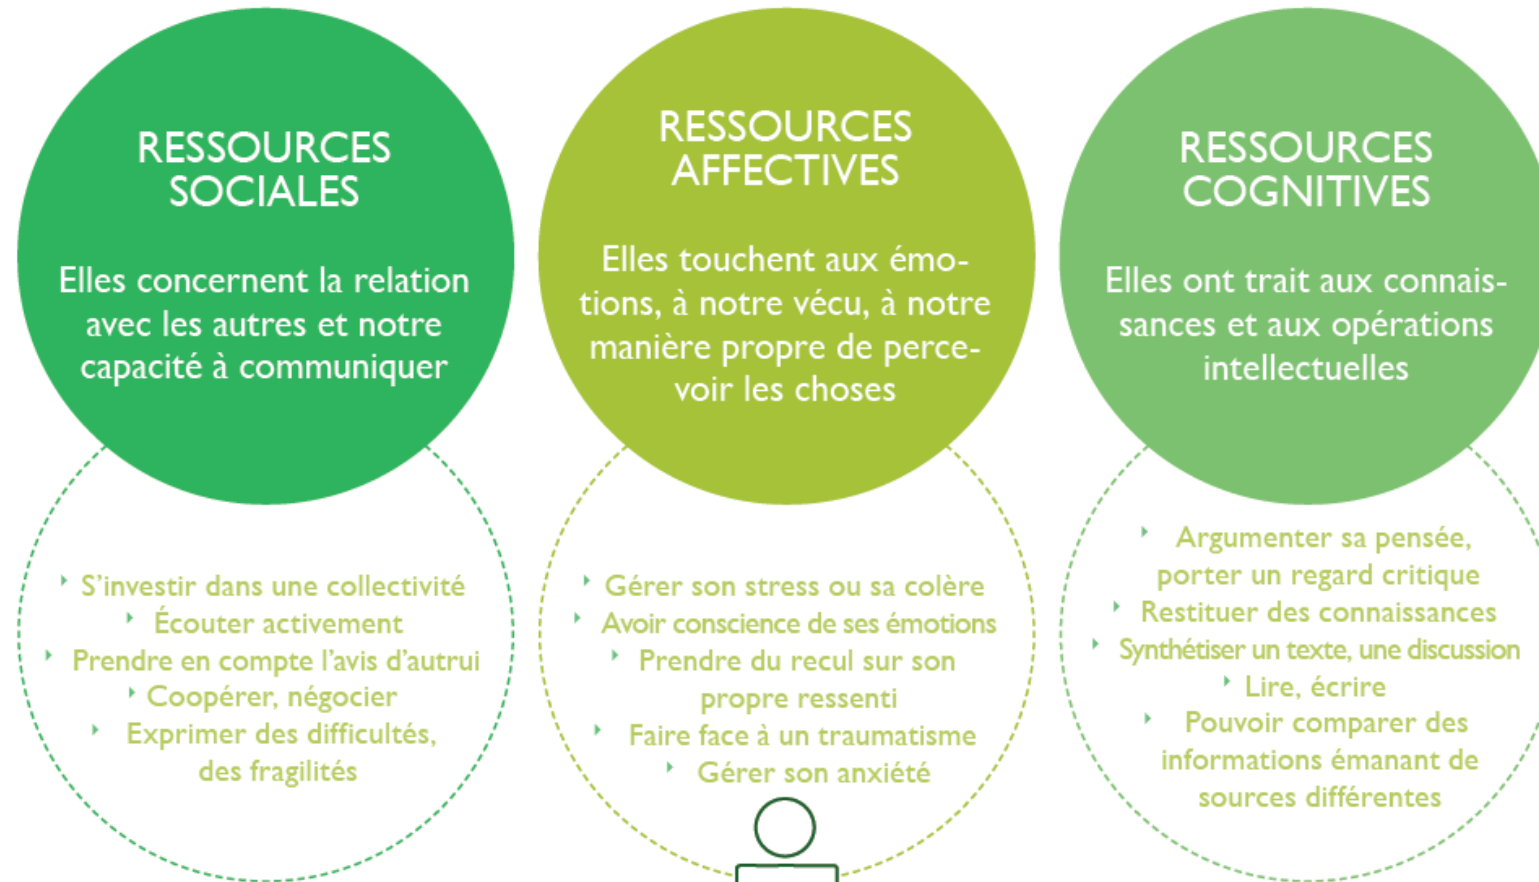 RESSOURCES
SOCIALES
Elles concernent la relation
avec les autres et notre
capacité à communiquer
‣ S’investir dans une collectivité
‣ Écouter activement
‣ Prendre en compte l’avis d’autrui
‣ Coopérer, négocier
‣ Exprimer des difficultés,
des fragilités
RESSOURCES
AFFECTIVES
Elles touchent aux émo-
tions, à notre vécu, à notre
manière propre de perce-
voir les choses
‣ Gérer son stress ou sa colère
‣ Avoir conscience de ses émotions
‣ Prendre du recul sur son
propre ressenti
‣ Faire face à un traumatisme
‣ Gérer son anxiété
RESSOURCES
COGNITIVES
Elles ont trait aux connais-
sances et aux opérations
intellectuelles
‣ Argumenter sa pensée,
porter un regard critique
‣ Restituer des connaissances
‣ Synthétiser un texte, une discussion
‣ Lire, écrire
‣ Pouvoir comparer des
informations émanant de
sources différentes